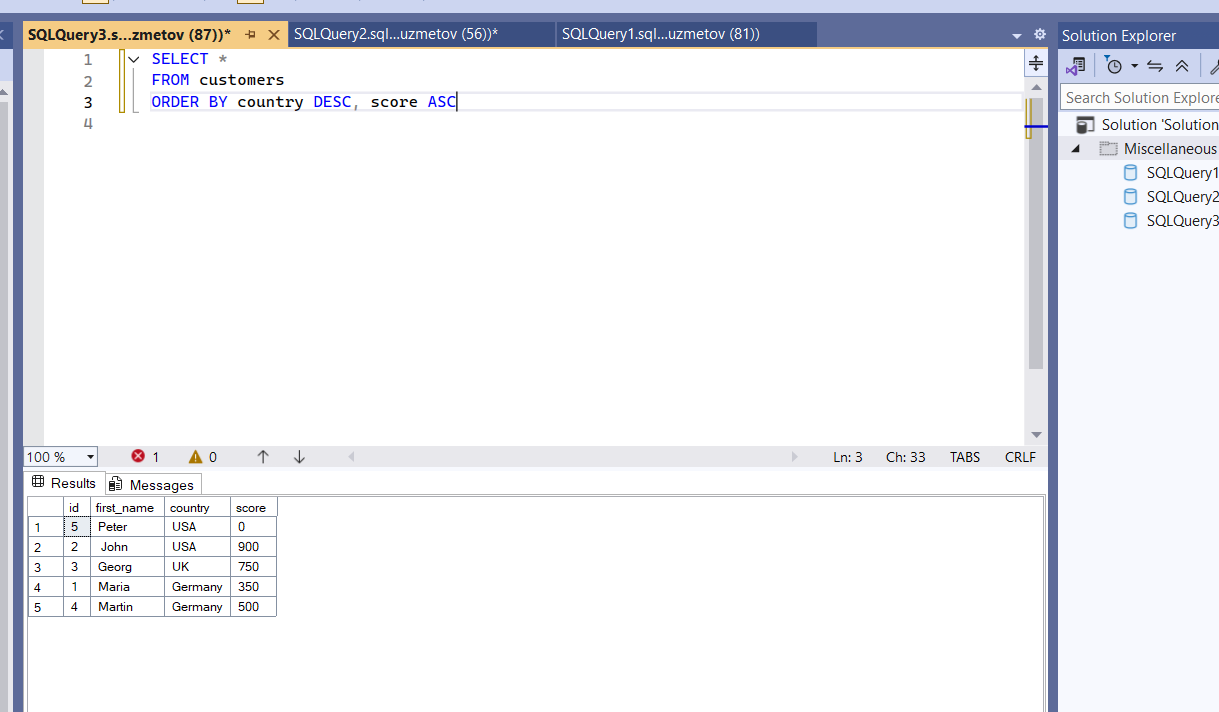 SQLQuery3.s...zmetov (87))*
SQLQuery2.sql...uzmetov (56))*
SQLQuery1.sql...uzmetov (81))
1 SELECT *
2 FROM customers
3 ORDER BY country DESC, score ASC
4
100 %
1
0
Ln: 3
Ch: 33
TABS
CRLF
Results
Messages
id first_name country score
1 5 Peter USA 0
2 2 John USA 900
3 3 Georg UK 750
4 1 Maria Germany 350
5 4 Martin Germany 500
Solution Explorer
Search Solution Explore
Solution 'Solution
Miscellaneous
SQLQuery1
SQLQuery2
SQLQuery3